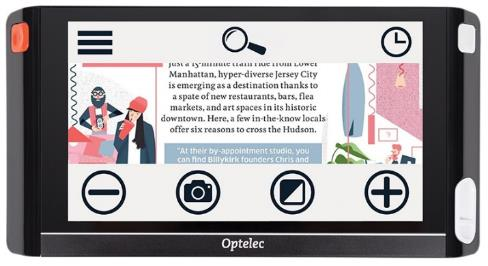 Just a 15-minute train ride from Lower
Manhattan, hyper-diverse Jersey City
is emerging as a destination thanks to
a spate of new restaurants, bars, flea
markets, and art spaces in its historic
downtown. Here, a few in-the-know locals
offer six reasons to cross the Hudson.
"At their by-appointment studio, you
can find Billykirk founders Chris and
Optelec